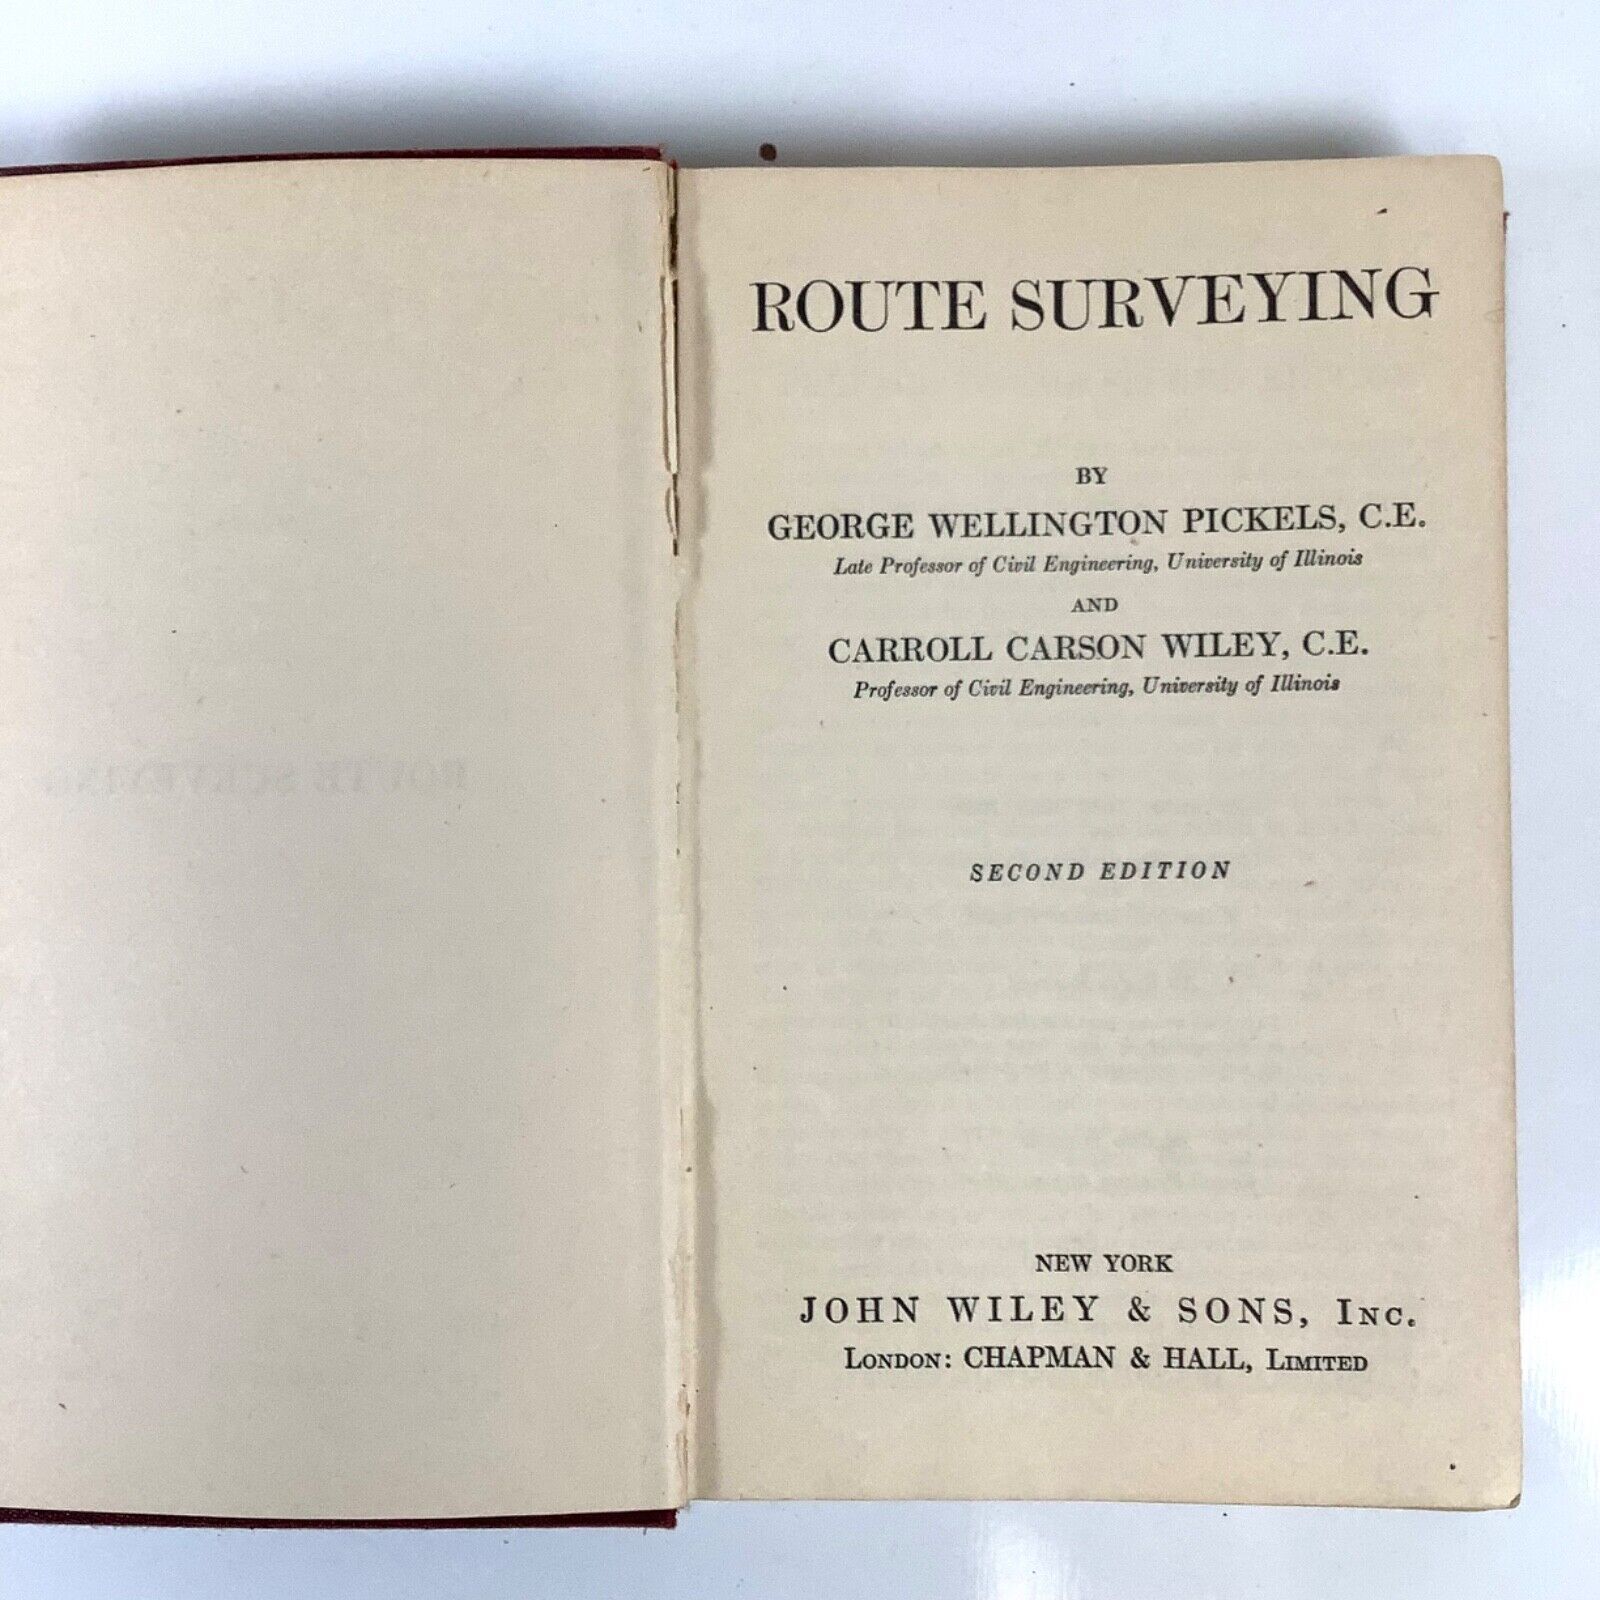 ROUTE SURVEYING
BY
GEORGE WELLINGTON PICKELS, C.E.
Late Professor of Civil Engineering, University of Illinois
AND
CARROLL CARSON WILEY, C.E.
Professor of Civil Engineering, University of Illinois
SECOND EDITION
NEW YORK
JOHN WILEY & SONS, INC.
LONDON: CHAPMAN & HALL, LIMITED